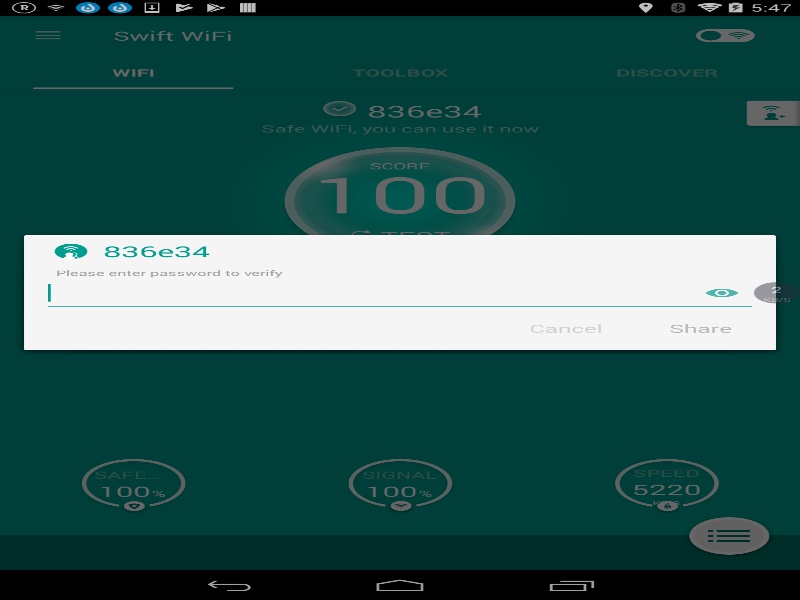 5:47
Swift WiFi
WIFI
TOOLBOX
DISCOVER
836e34
Safe WiFi, you can use it now
SCORE
100
TEST
836e34
Please enter password to verify
2
KB/S
Cancel
Share
SAFE...
100%
SIGNAL
100%
SPEED
5220